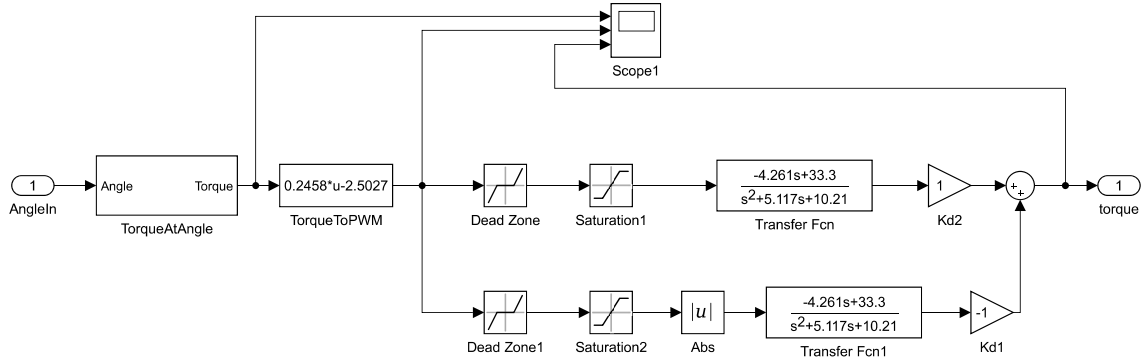 Scope1
1
AngleIn
Angle
Torque
TorqueAtAngle
0.2458*u-2.5027
TorqueToPWM
Dead Zone
Saturation1
-4.261s+33.3
s²+5.117s+10.21
Transfer Fcn
1
Kd2
+
+
1
torque
Dead Zone1
Saturation2
|u|
Abs
-4.261s+33.3
s²+5.117s+10.21
Transfer Fcn1
-1
Kd1